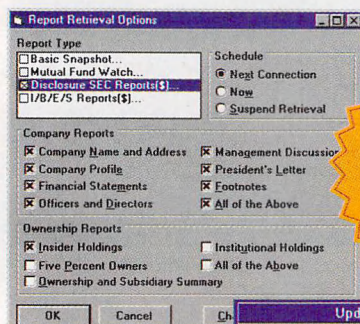 Report Retrieval Options
Report Type
Basic Snapshot...
Mutual Fund Watch...
Disclosure SEC Reports($)...
I/B/E/S Reports($)...
Schedule
Next Connection
Now
Suspend Retrieval
Company Reports
Company Name and Address
Company Profile
Financial Statements
Officers and Directors
Management Discussion
President's Letter
Footnotes
All of the Above
Ownership Reports
Insider Holdings
Five Percent Owners
Ownership and Subsidiary Summary
Institutional Holdings
All of the Above
OK
Cancel